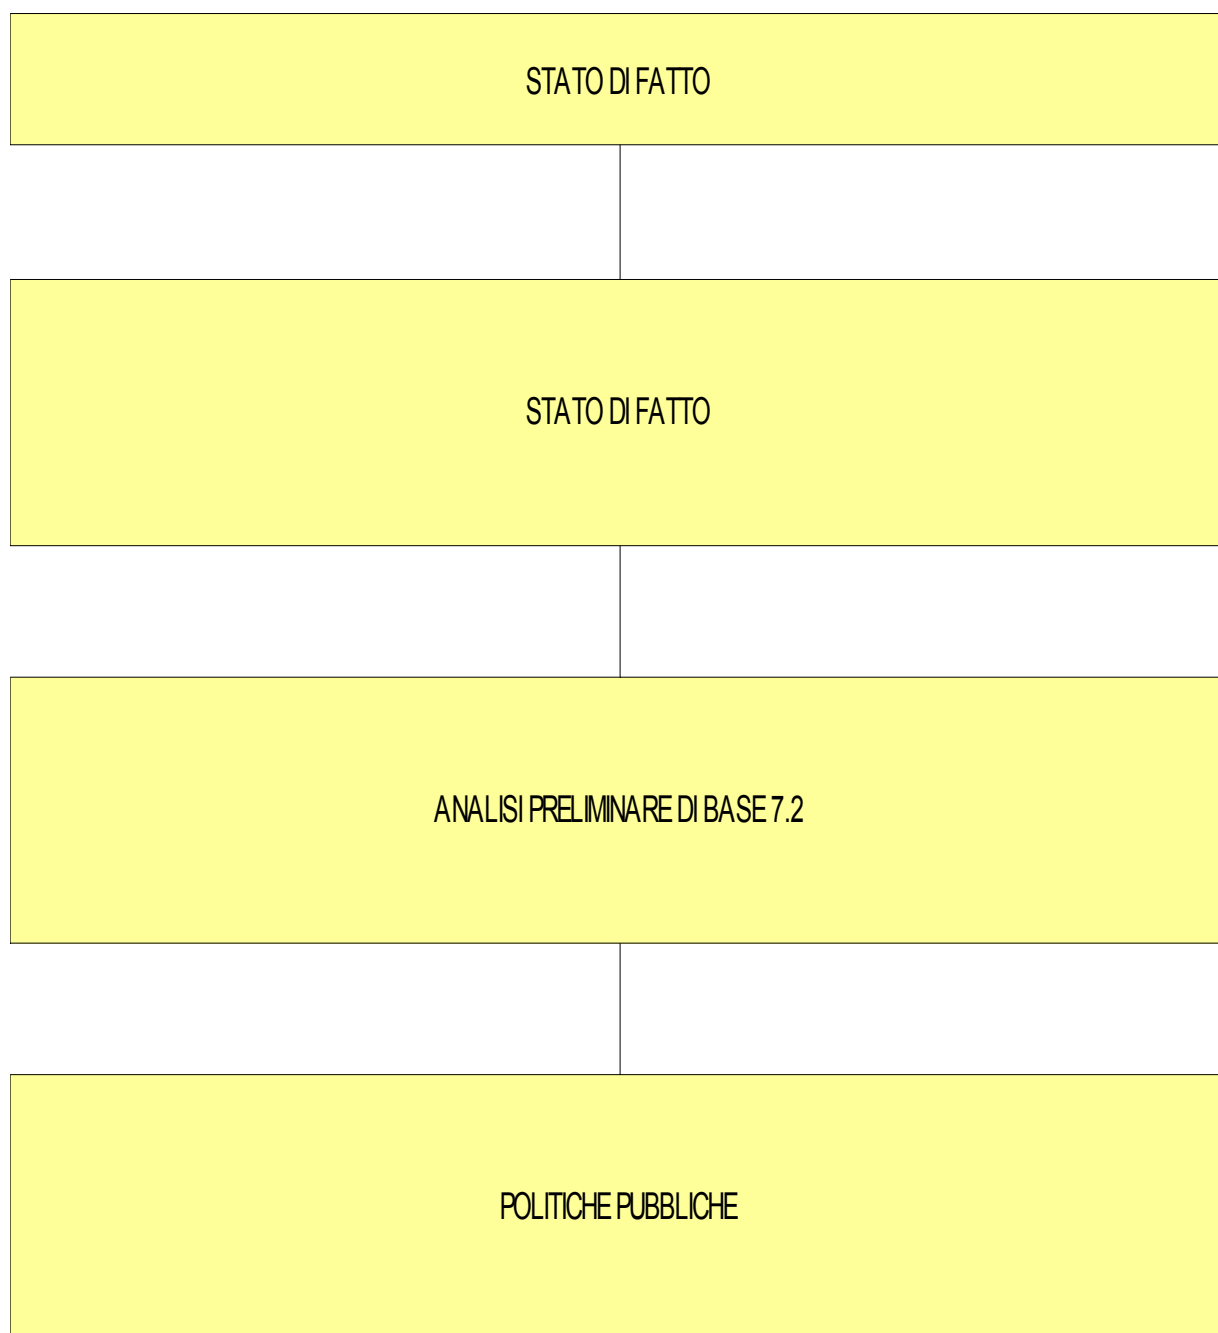 STATO DI FATTO
STATO DI FATTO
ANALISI PRELIMINARE DI BASE 7.2
POLITICHE PUBBLICHE